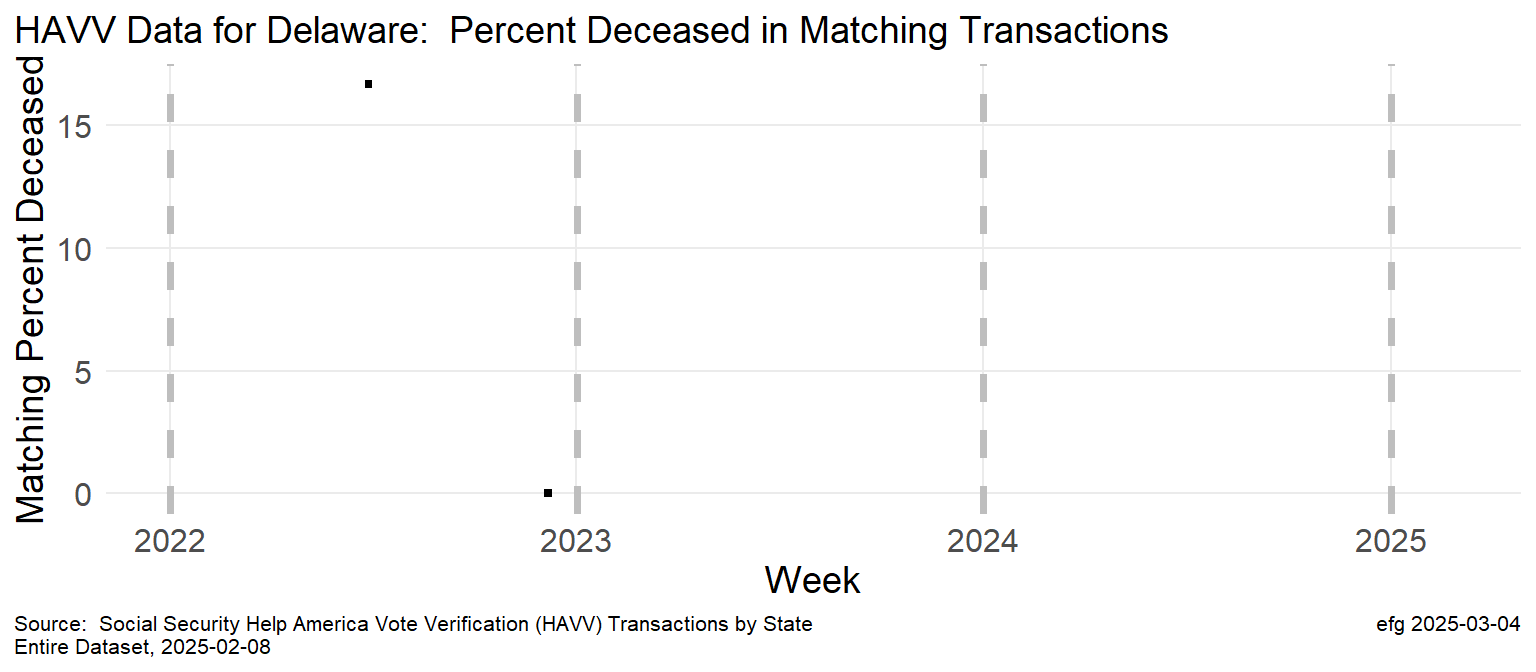 HAVV Data for Delaware:  Percent Deceased in Matching Transactions
Matching Percent Deceased
15
10
5
0
2022
2023
2024
2025
Week
Source:  Social Security Help America Vote Verification (HAVV) Transactions by State
Entire Dataset, 2025-02-08
efg 2025-03-04